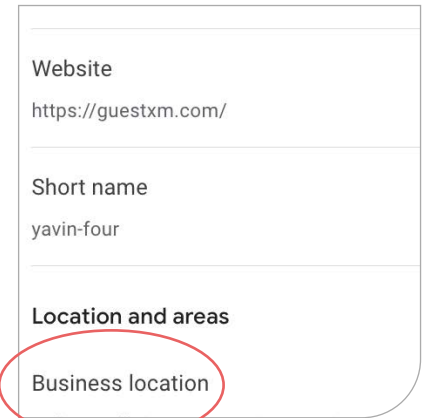 Website
https://guestxm.com/
Short name
yavin-four
Location and areas
Business location